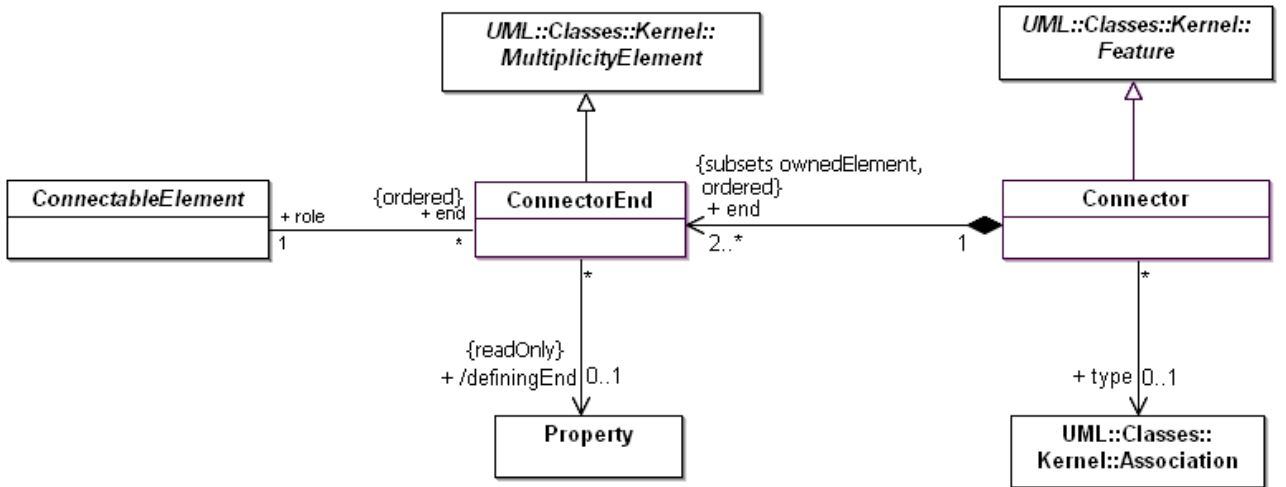 UML::Classes::Kernel::
MultiplicityElement
UML::Classes::Kernel::
Feature
ConnectableElement
+ role
1
{ordered}
+ end
*
ConnectorEnd
{subsets ownedElement,
ordered}
+ end
2..*
1
Connector
*
{readOnly}
+ /definingEnd
0..1
Property
*
+ type
0..1
UML::Classes::
Kernel::Association